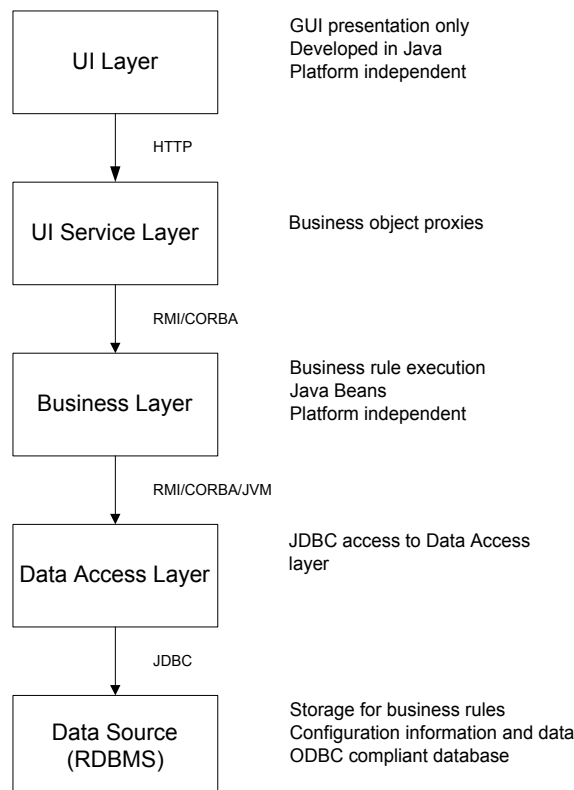 UI Layer
GUI presentation only
Developed in Java
Platform independent
HTTP
UI Service Layer
Business object proxies
RMI/CORBA
Business Layer
Business rule execution
Java Beans
Platform independent
RMI/CORBA/JVM
Data Access Layer
JDBC access to Data Access
layer
JDBC
Data Source
(RDBMS)
Storage for business rules
Configuration information and data
ODBC compliant database